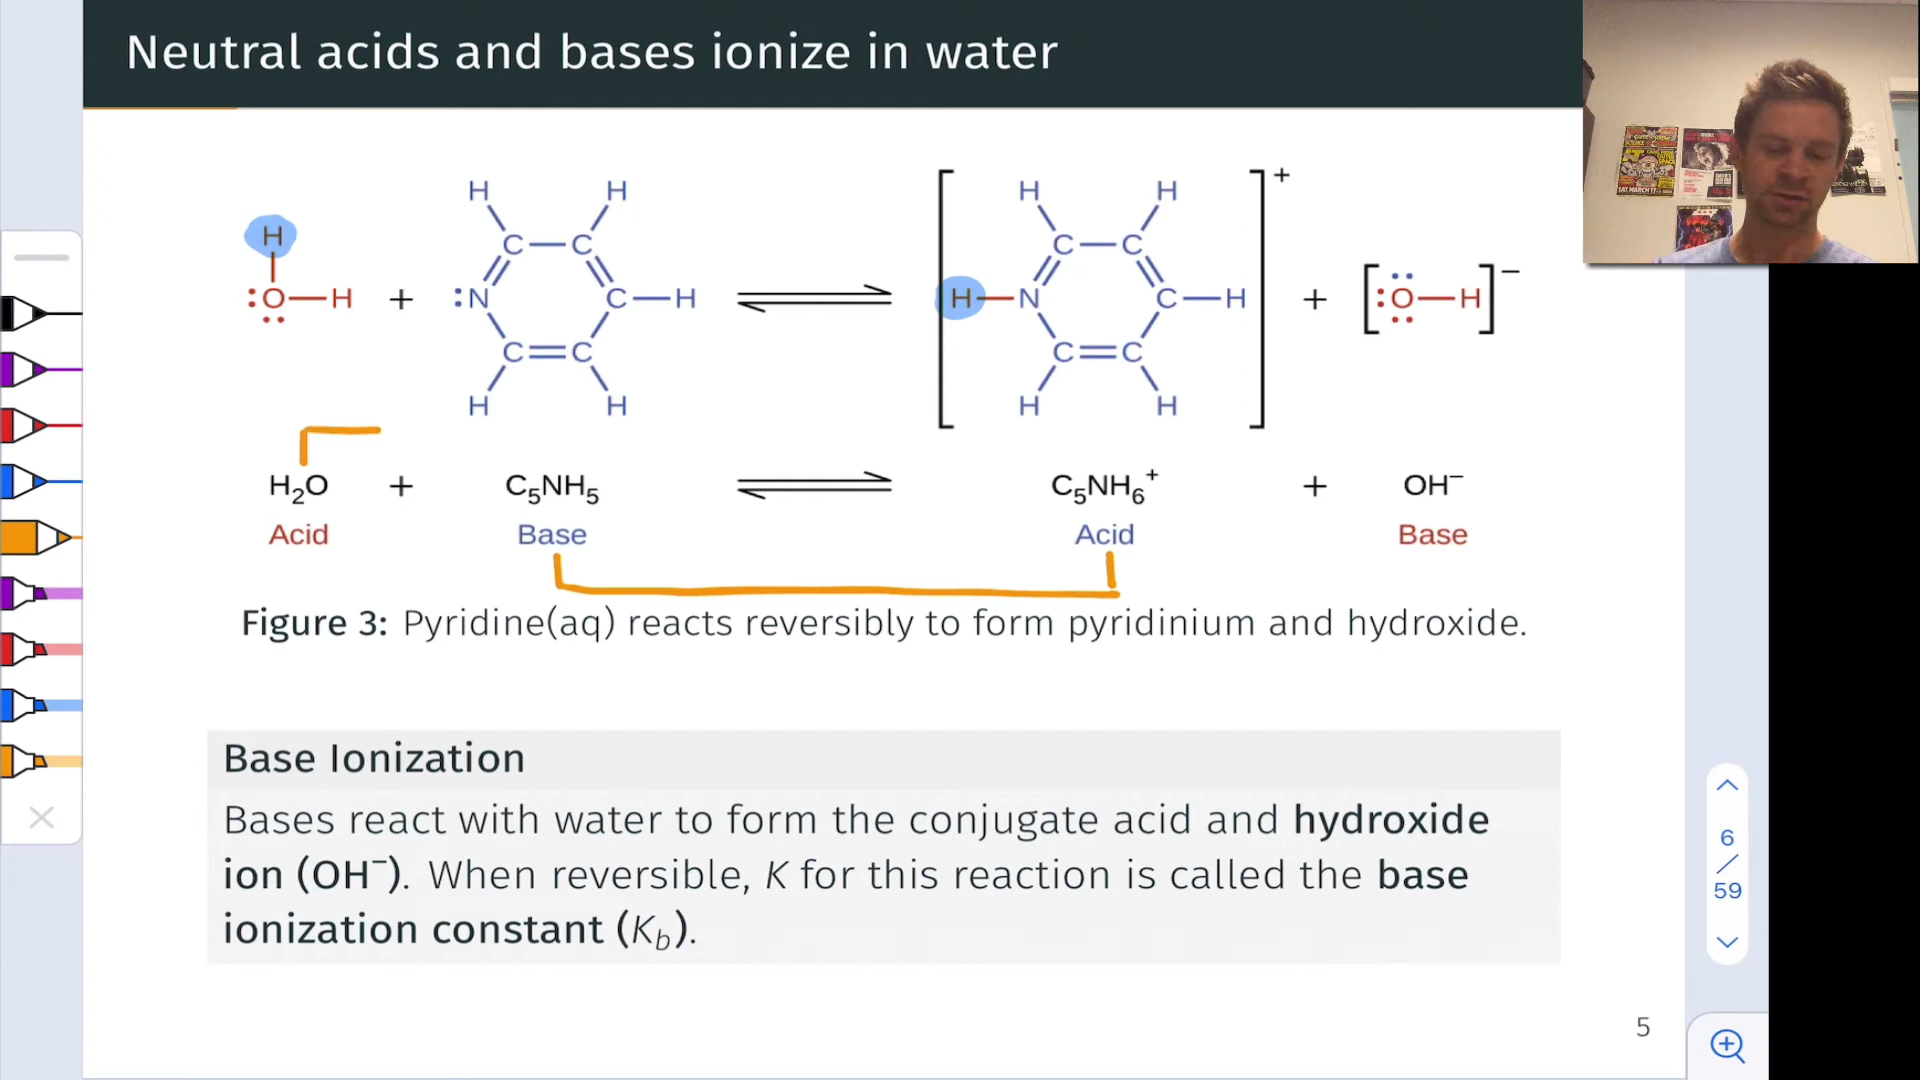 Neutral acids and bases ionize in water
H H H H +
H C — C C — C
:O — H + :N C — H H — N C — H + [:O — H]⁻
C = C C = C
H H H H
H₂O + C₅NH₅ ⇌ C₅NH₆⁺ + OH⁻
Acid Base Acid Base
Figure 3: Pyridine(aq) reacts reversibly to form pyridinium and hydroxide.
Base Ionization
Bases react with water to form the conjugate acid and hydroxide
ion (OH⁻). When reversible, K for this reaction is called the base
ionization constant (K_b).
6
/
59
5